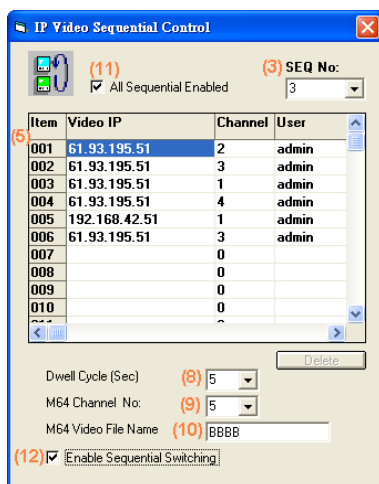 IP Video Sequential Control
(11)
All Sequential Enabled
(3) SEQ No:
3
(5)
Item Video IP Channel User
001 61.93.195.51 2 admin
002 61.93.195.51 3 admin
003 61.93.195.51 1 admin
004 61.93.195.51 4 admin
005 192.168.42.51 1 admin
006 61.93.195.51 3 admin
007 0
008 0
009 0
010 0
Delete
Dwell Cycle (Sec) (8) 5
M64 Channel No: (9) 5
M64 Video File Name (10) BBBB
(12) Enable Sequential Switching